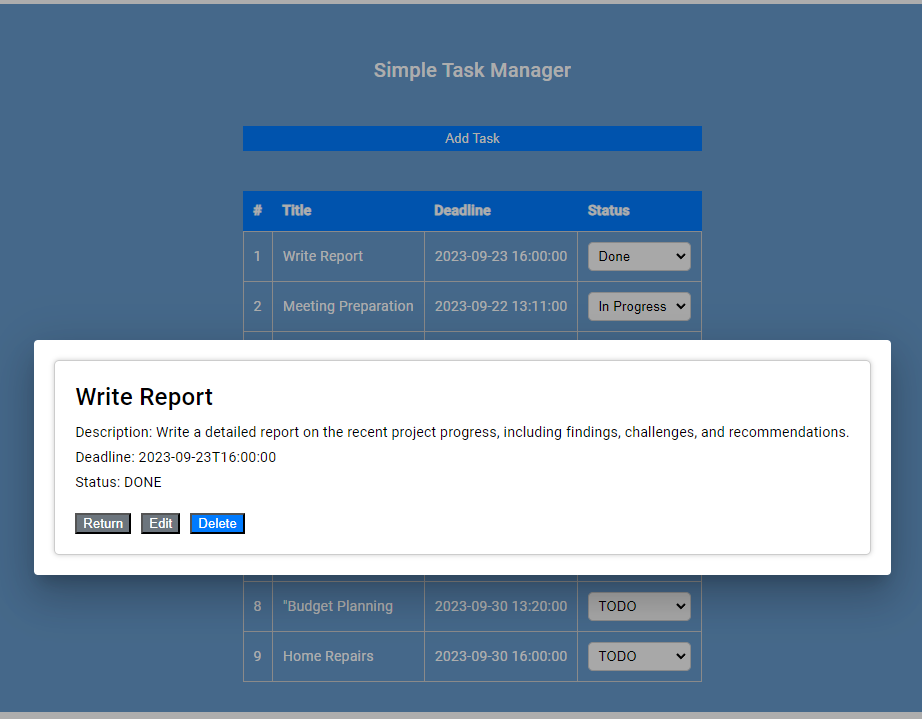 Simple Task Manager
Add Task
# Title Deadline Status
1 Write Report 2023-09-23 16:00:00 Done
2 Meeting Preparation 2023-09-22 13:11:00 In Progress
Write Report
Description: Write a detailed report on the recent project progress, including findings, challenges, and recommendations.
Deadline: 2023-09-23T16:00:00
Status: DONE
Return Edit Delete
8 "Budget Planning 2023-09-30 13:20:00 TODO
9 Home Repairs 2023-09-30 16:00:00 TODO